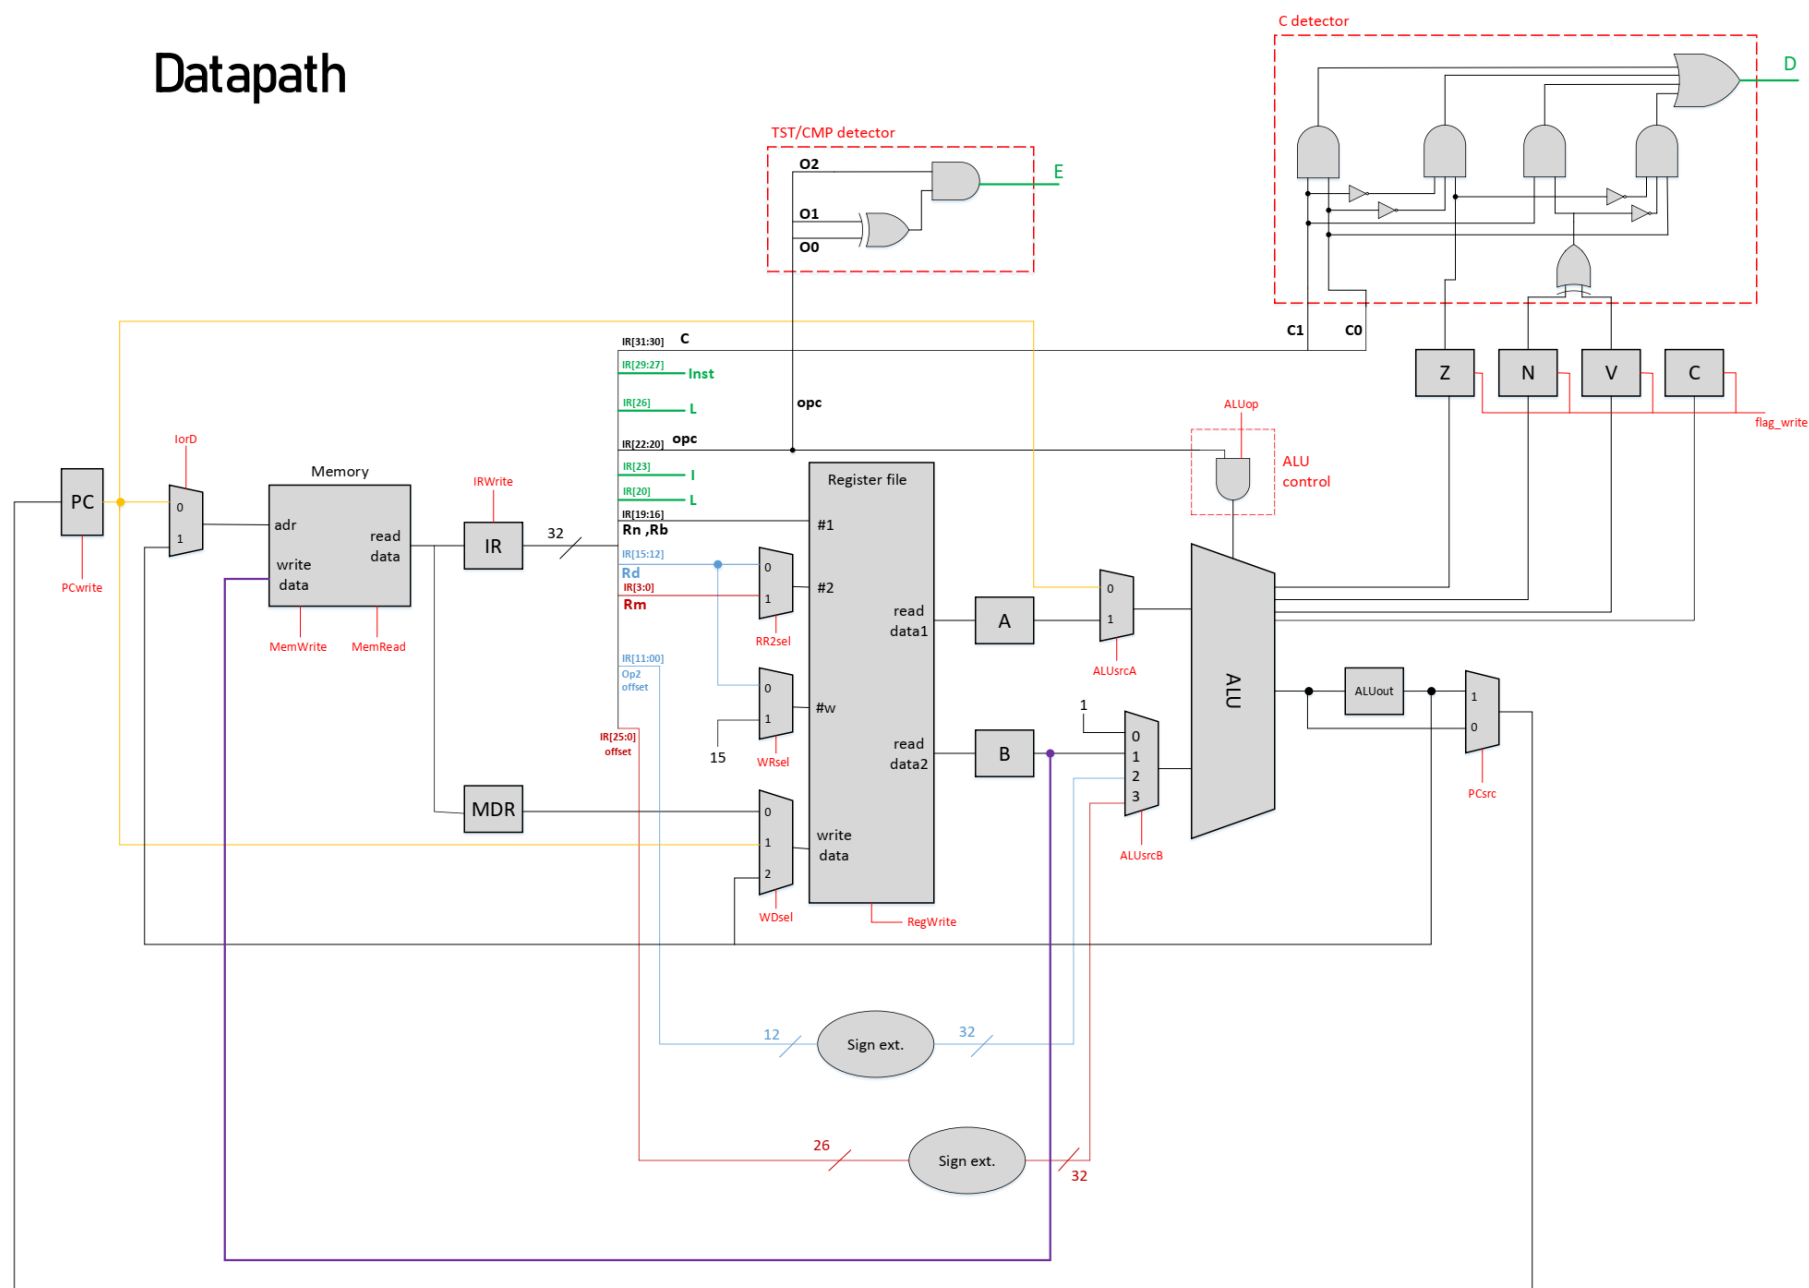 C detector
D
Datapath
TST/CMP detector
O2
E
O1
O0
C1
C0
IR[31:30] C
IR[29:27] Inst
Z
N
V
C
IR[26] L
opc
ALUop
flag_write
IorD
IR[22:20] opc
ALU
control
Memory
IR[23] I
Register file
PC
0
IRWrite
IR[20] L
IR[19:16]
Rn ,Rb
#1
adr
1
read
data
IR
32
IR[15:12]
Rd
0
write
data
PCwrite
IR[3:0]
Rm
1
#2
0
read
data1
A
1
MemWrite
MemRead
RR2sel
ALUsrcA
IR[11:00]
Op2
offset
0
#w
1
ALU
ALUout
1
0
1
IR[25:0]
offset
15
WRsel
read
data2
B
0
1
2
3
PCsrc
MDR
0
1
2
write
data
ALUsrcB
WDsel
RegWrite
12
Sign ext.
32
26
Sign ext.
32